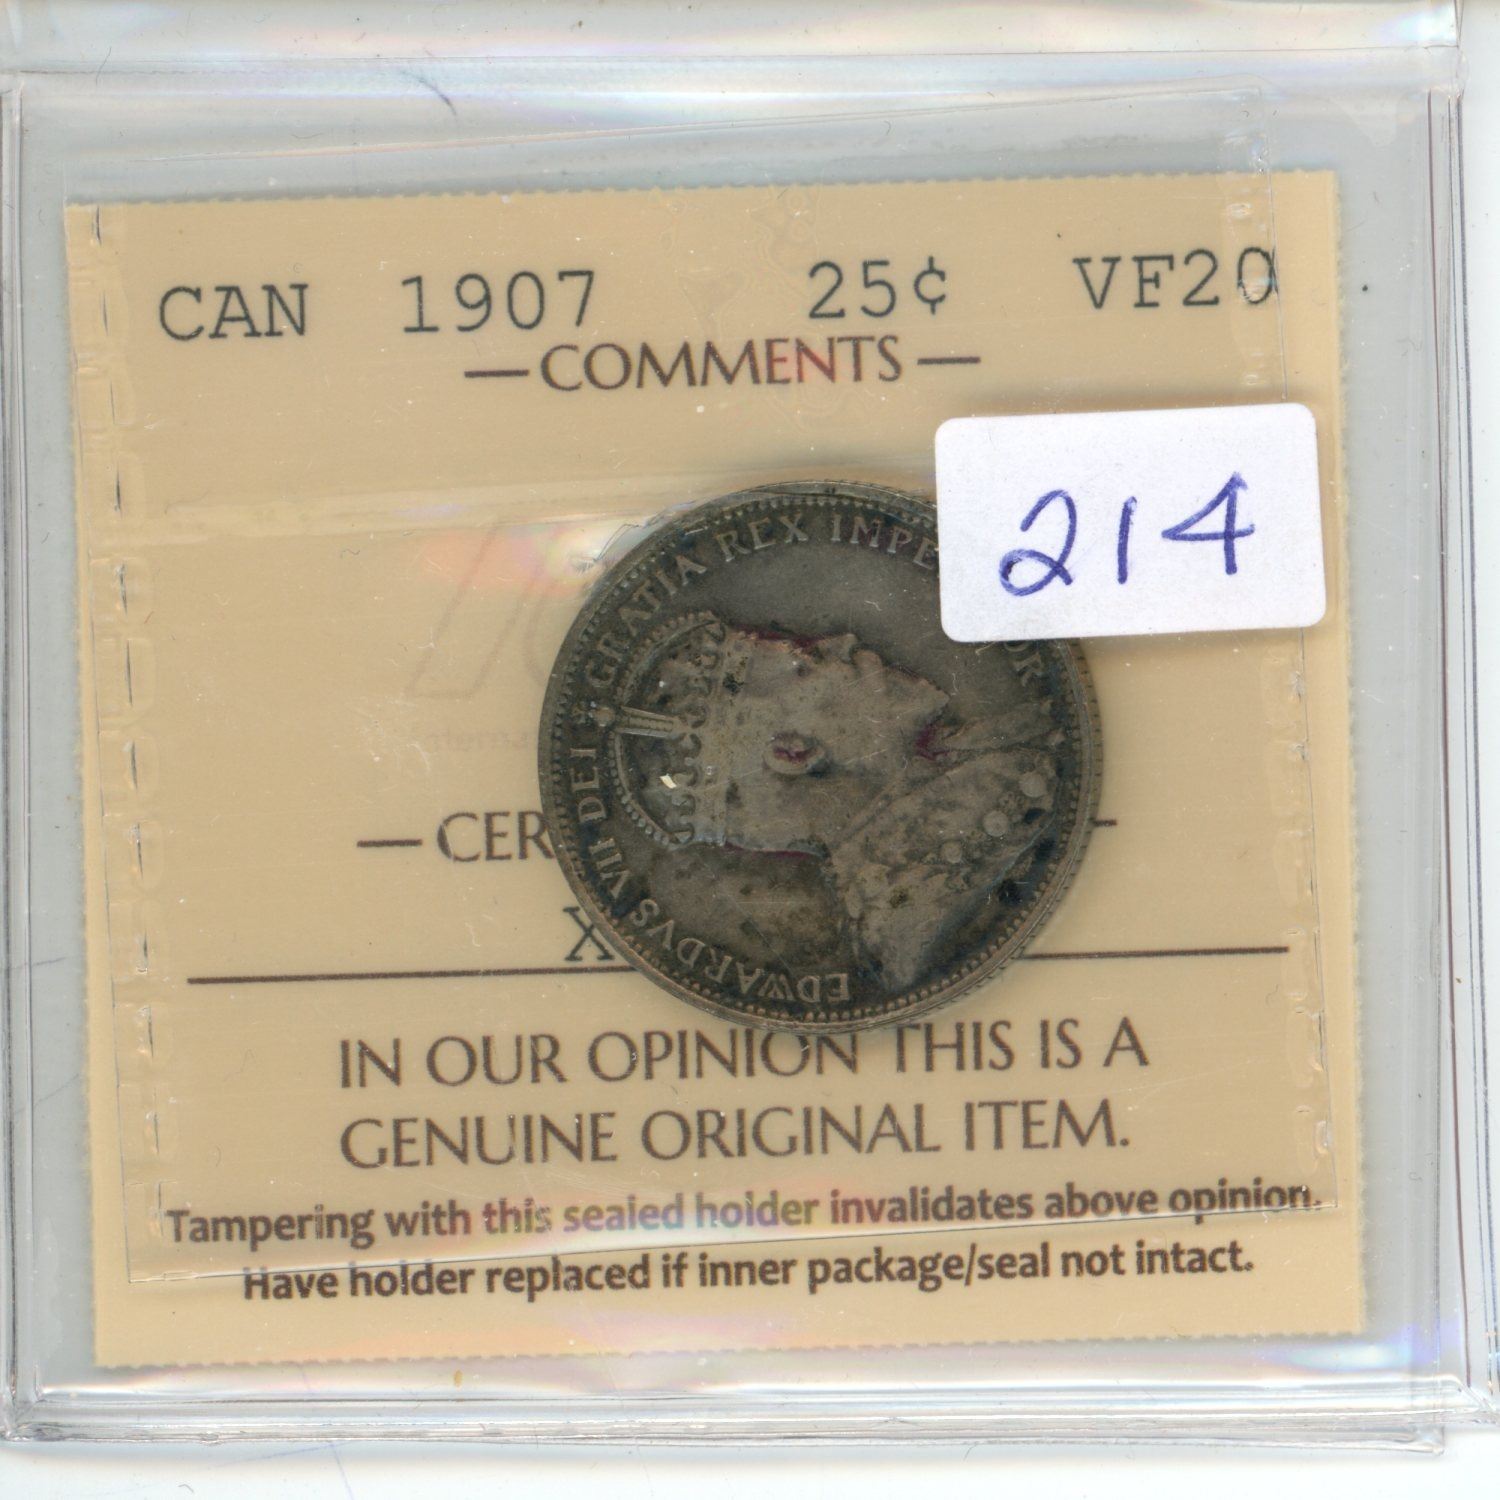 CAN 1907 25¢ VF20
—COMMENTS—
214
EDWARDVS VII DEI GRATIA REX IMPE OR
— CER —
X
IN OUR OPINION THIS IS A
GENUINE ORIGINAL ITEM.
Tampering with this sealed holder invalidates above opinion.
Have holder replaced if inner package/seal not intact.